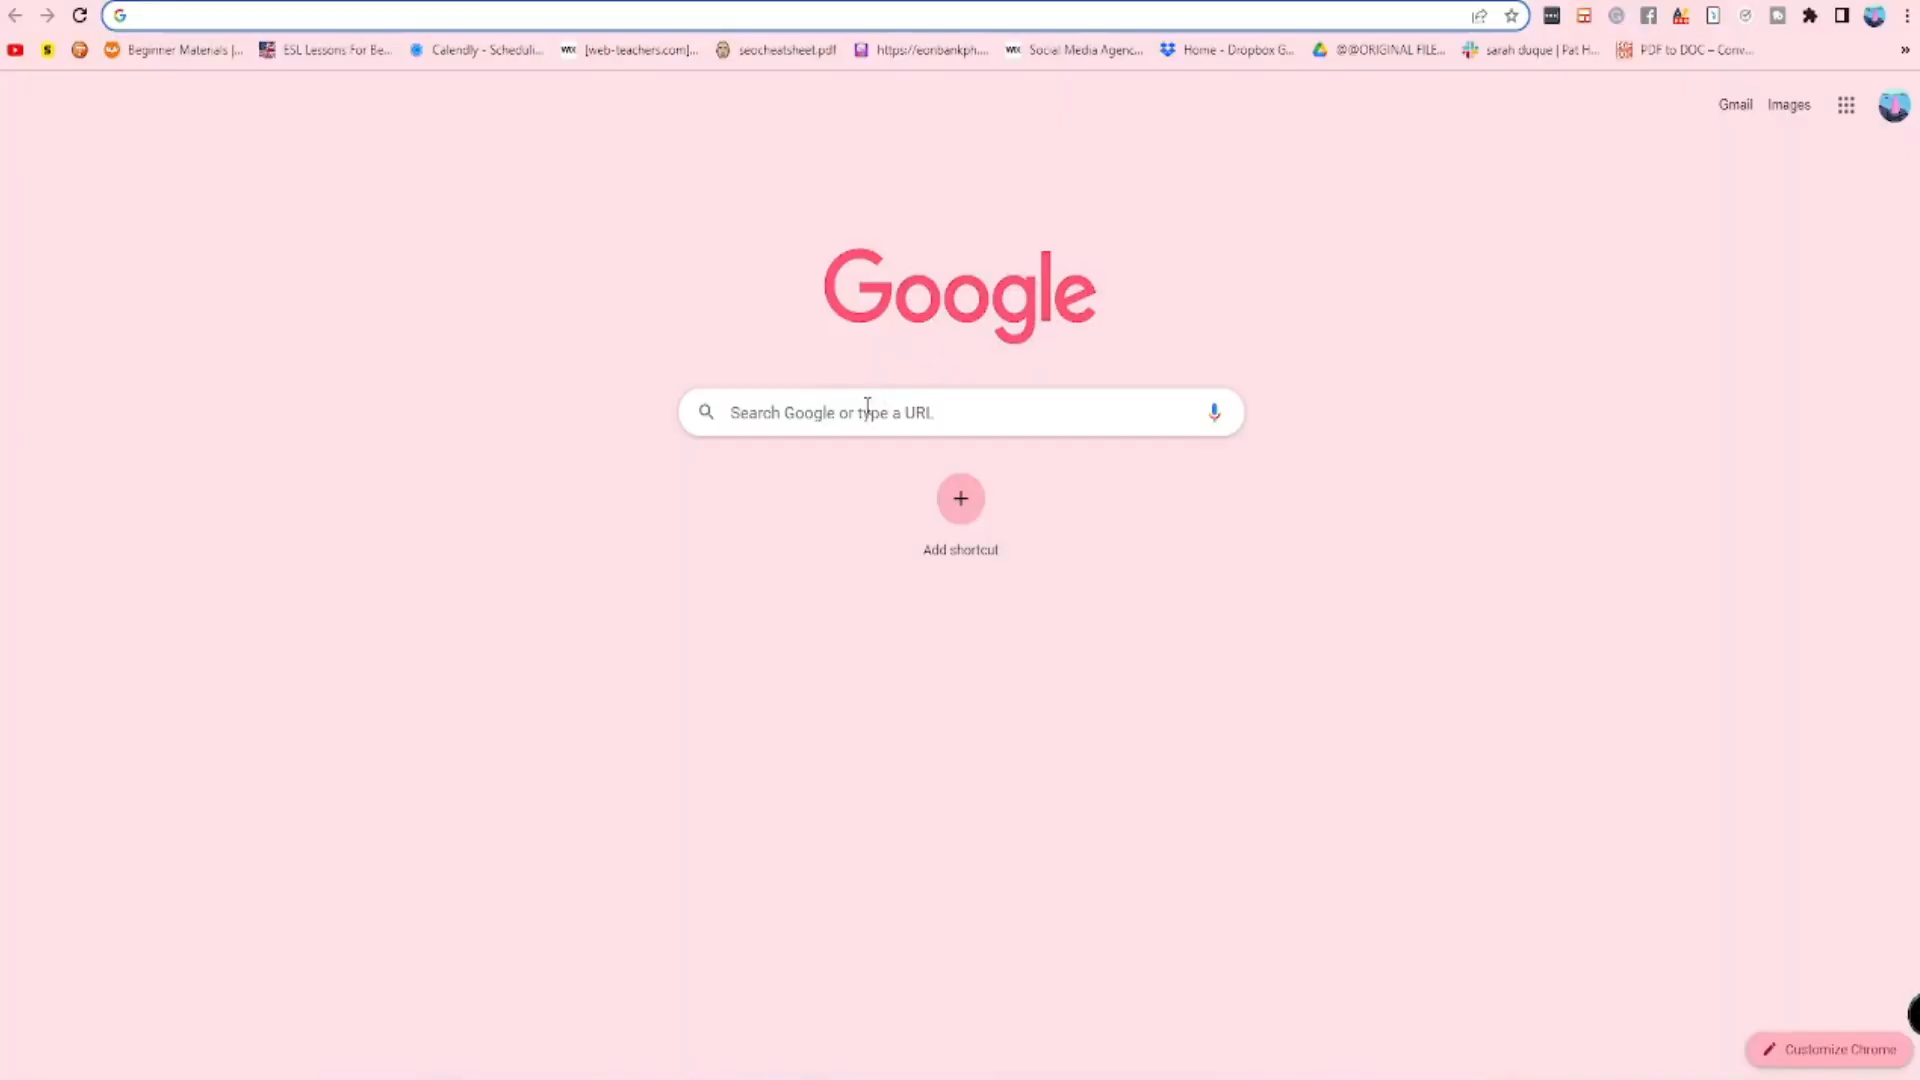 Beginner Materials |...
ESL Lessons For Be...
Calendly - Scheduli...
WIX
[web-teachers.com]...
seocheatsheet.pdf
https://eonbankph....
WIX
Social Media Agenc...
Home - Dropbox G...
@@ORIGINAL FILE...
sarah duque | Pat H...
PDF to DOC – Conv...
»
Gmail
Images
Google
Search Google or type a URL
Add shortcut
Customize Chrome